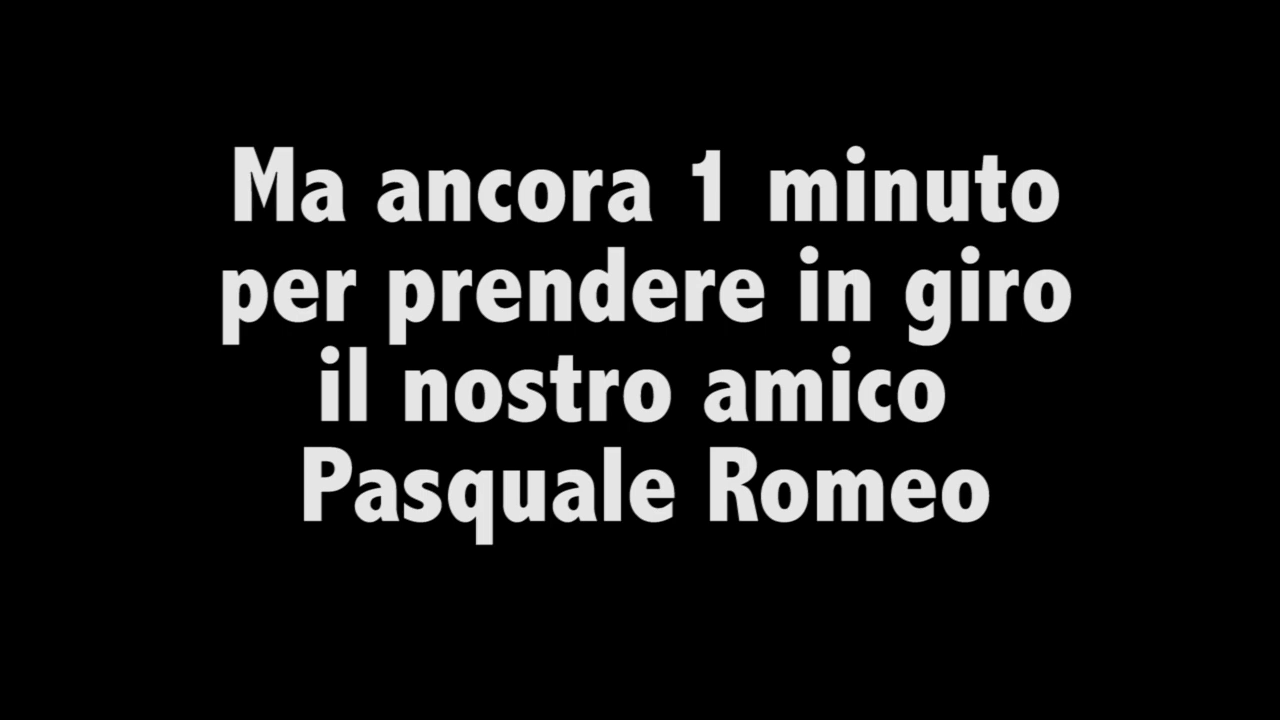 Ma ancora 1 minuto
per prendere in giro
il nostro amico
Pasquale Romeo